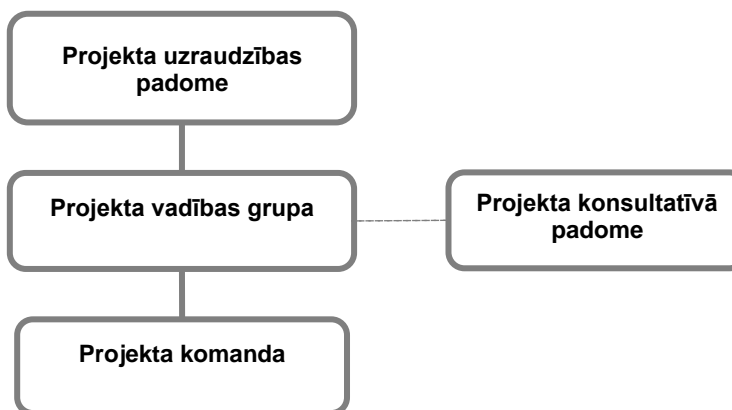 Projekta uzraudzības
padome
Projekta vadības grupa
Projekta konsultatīvā
padome
Projekta komanda